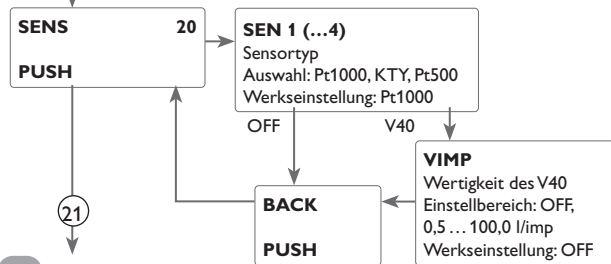 SENS 20
PUSH
SEN 1 (…4)
Sensortyp
Auswahl: Pt1000, KTY, Pt500
Werkseinstellung: Pt1000
OFF V40
VIMP
Wertigkeit des V40
Einstellbereich: OFF,
0,5 … 100,0 l/imp
Werkseinstellung: OFF
BACK
PUSH
21